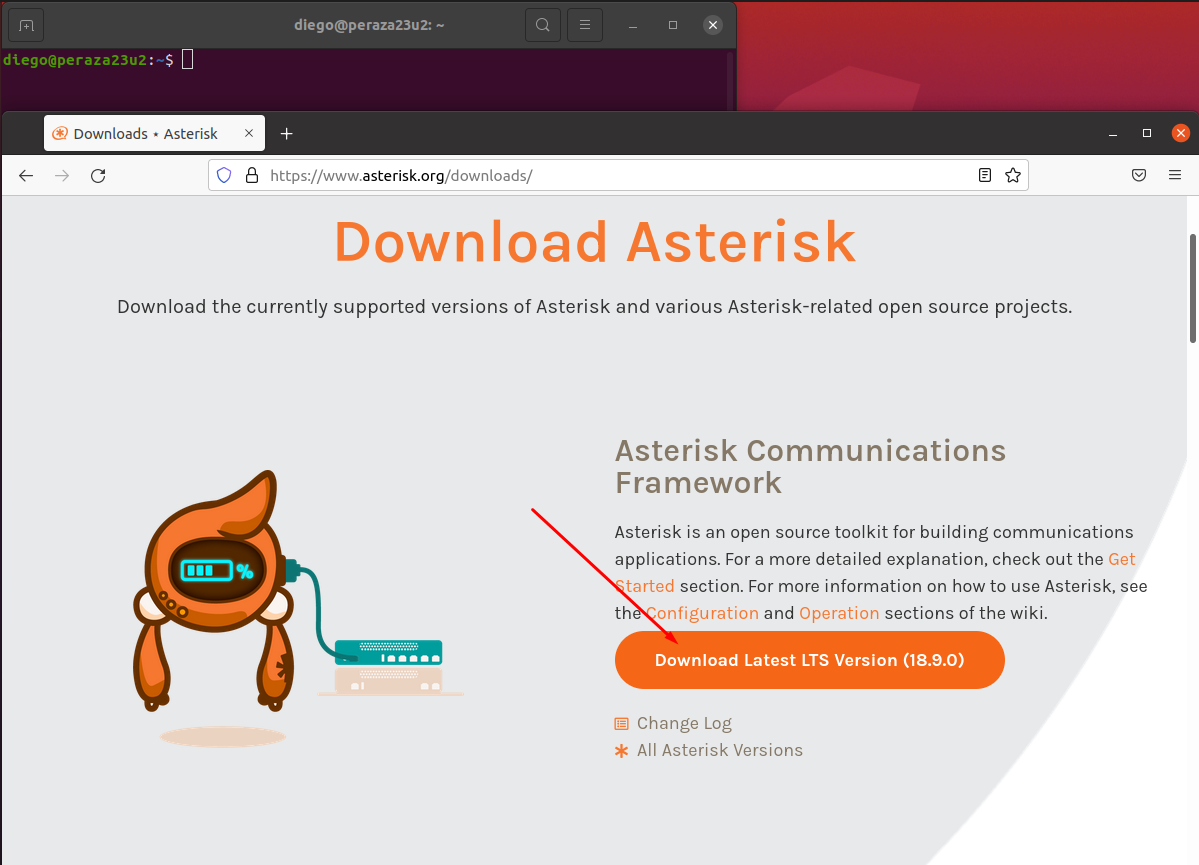 diego@peraza23u2: ~
diego@peraza23u2:~$
Downloads ⋆ Asterisk
https://www.asterisk.org/downloads/
Download Asterisk
Download the currently supported versions of Asterisk and various Asterisk-related open source projects.
Asterisk Communications
Framework
Asterisk is an open source toolkit for building communications
applications. For a more detailed explanation, check out the Get
Started section. For more information on how to use Asterisk, see
the Configuration and Operation sections of the wiki.
%
Download Latest LTS Version (18.9.0)
Change Log
All Asterisk Versions